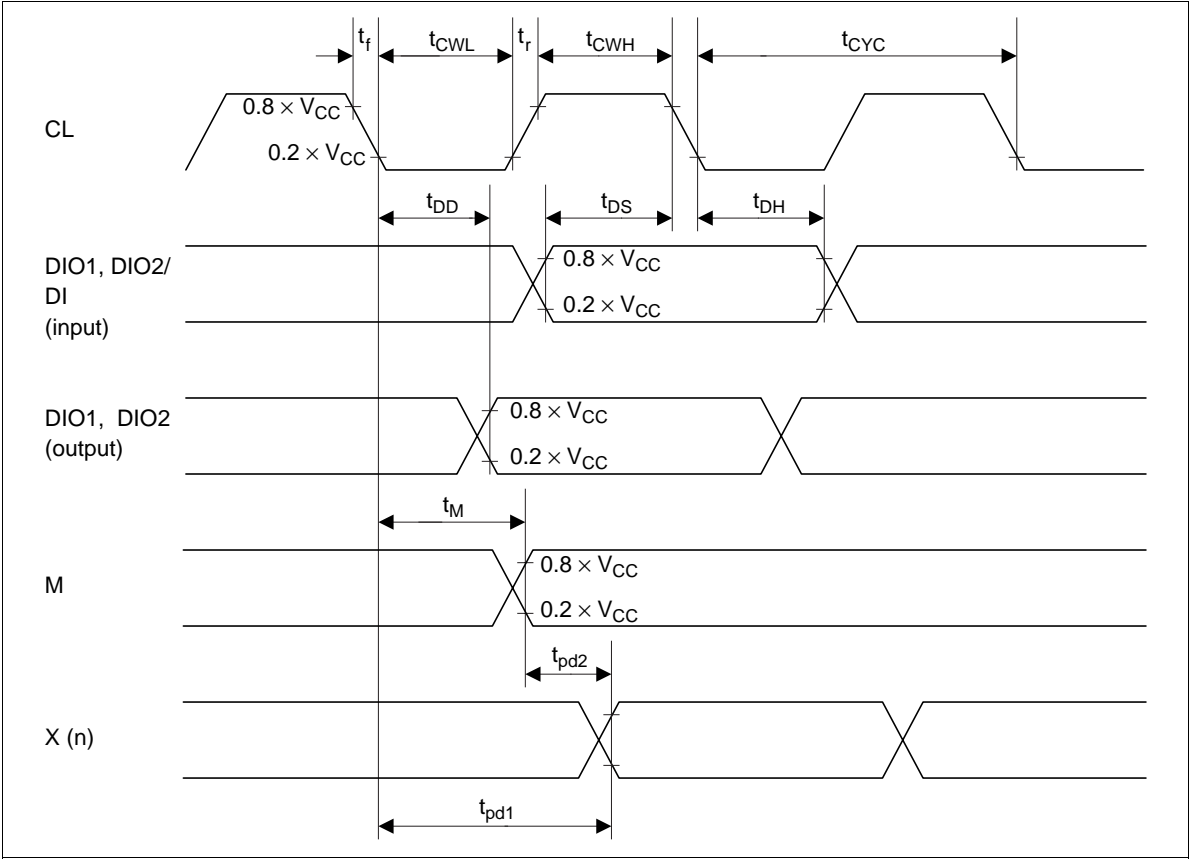 tf tCWL tr tCWH tCYC
CL
0.8 × VCC
0.2 × VCC
tDD tDS tDH
DIO1, DIO2/
DI
(input)
0.8 × VCC
0.2 × VCC
DIO1, DIO2
(output)
0.8 × VCC
0.2 × VCC
tM
M
0.8 × VCC
0.2 × VCC
tpd2
X (n)
tpd1